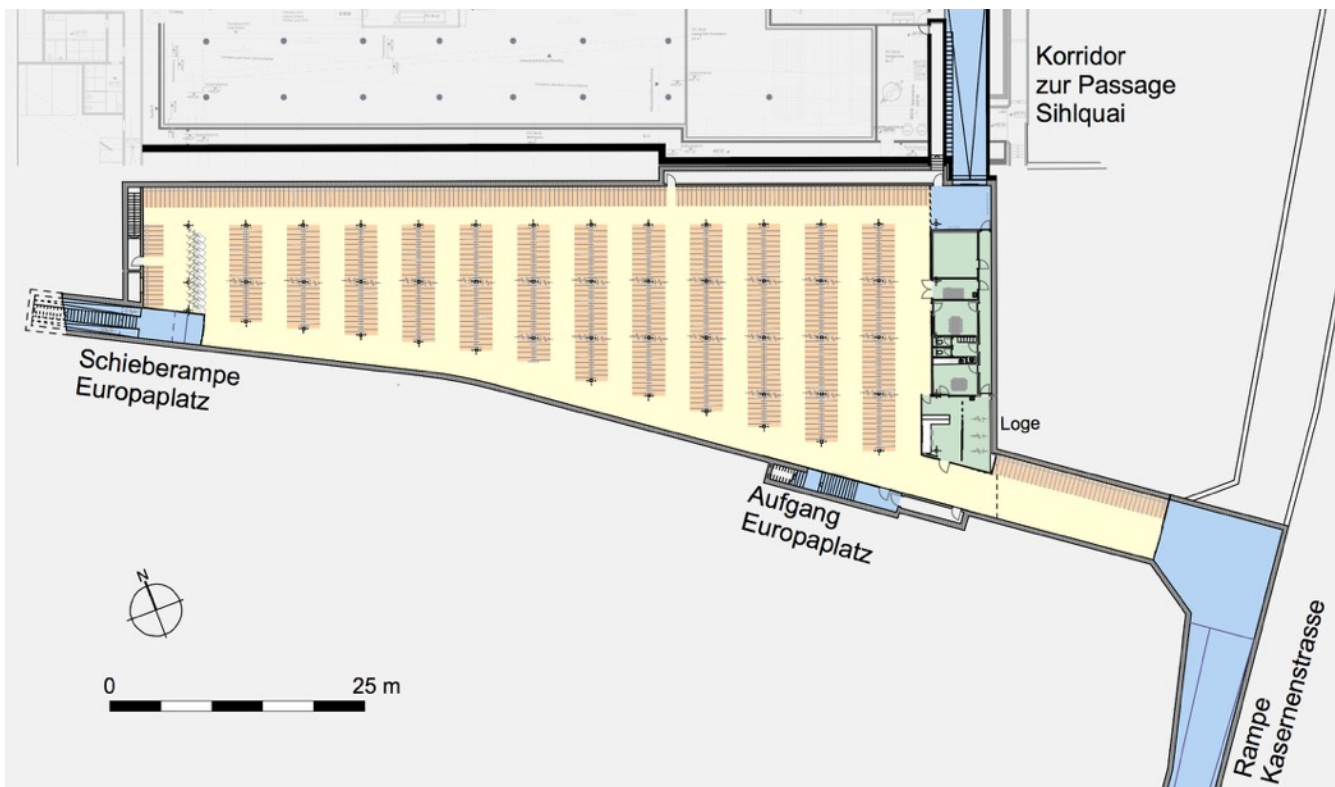 Korridor
zur Passage
Sihlquai
Schieberampe
Europaplatz
Loge
Aufgang
Europaplatz
N
0 25 m
Rampe
Kasernenstrasse